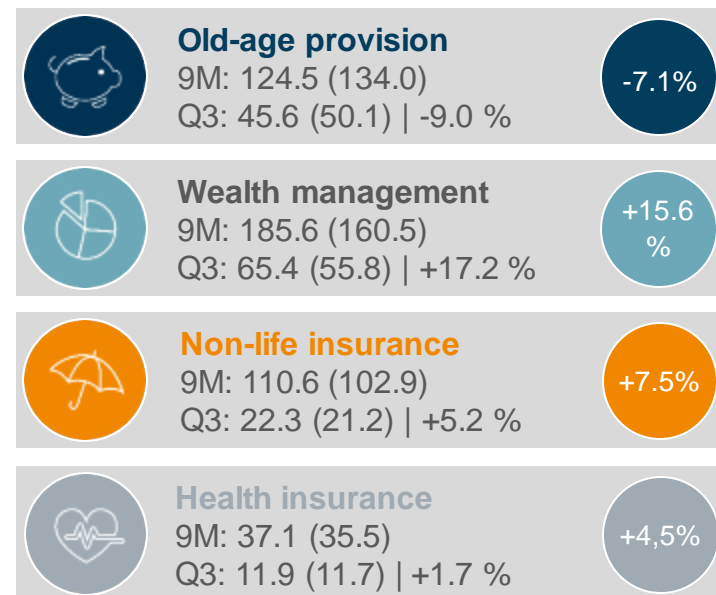 Old-age provision
9M: 124.5 (134.0)
Q3: 45.6 (50.1) | -9.0 %
-7.1%
Wealth management
9M: 185.6 (160.5)
Q3: 65.4 (55.8) | +17.2 %
+15.6
%
Non-life insurance
9M: 110.6 (102.9)
Q3: 22.3 (21.2) | +5.2 %
+7.5%
Health insurance
9M: 37.1 (35.5)
Q3: 11.9 (11.7) | +1.7 %
+4,5%